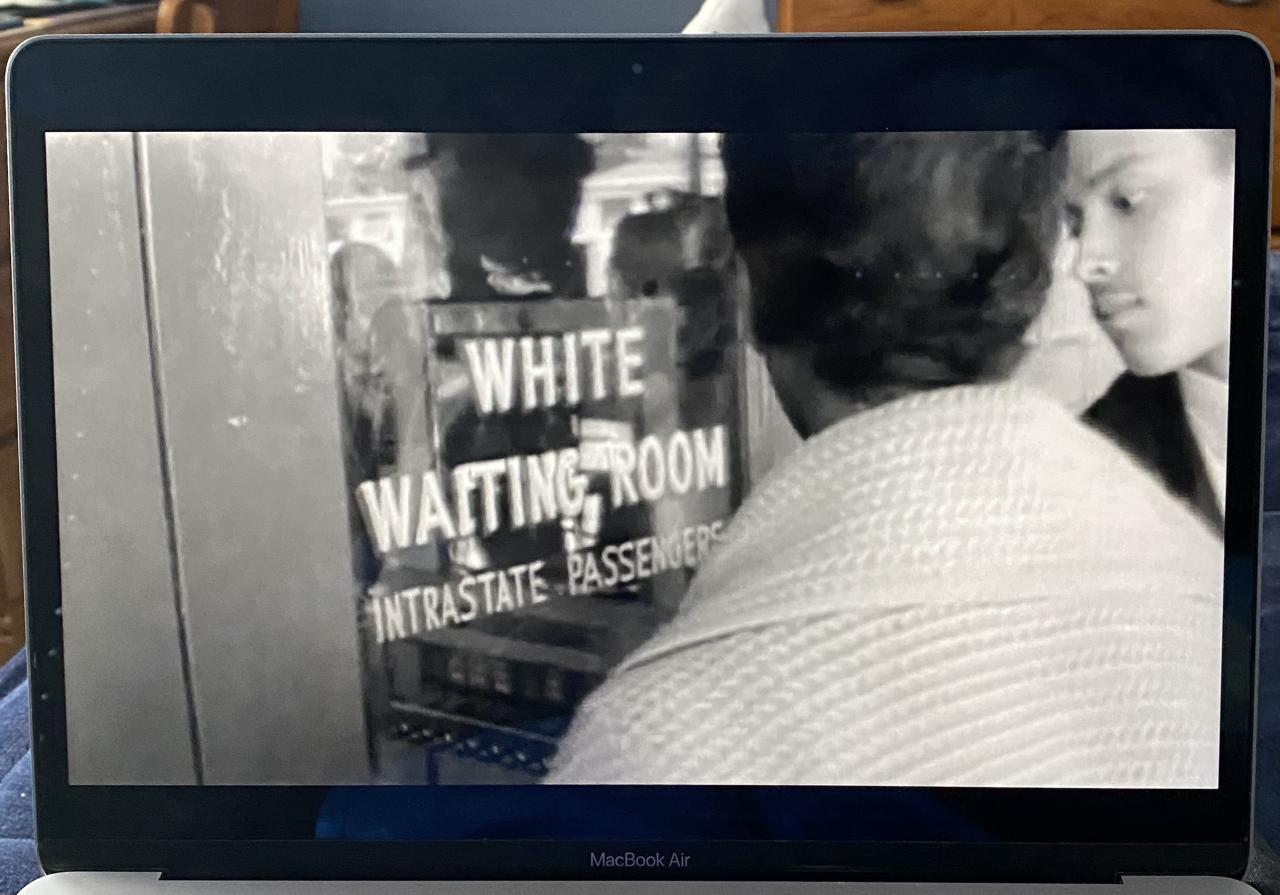 WHITE
WAITING ROOM
INTRASTATE PASSENGERS
MacBook Air